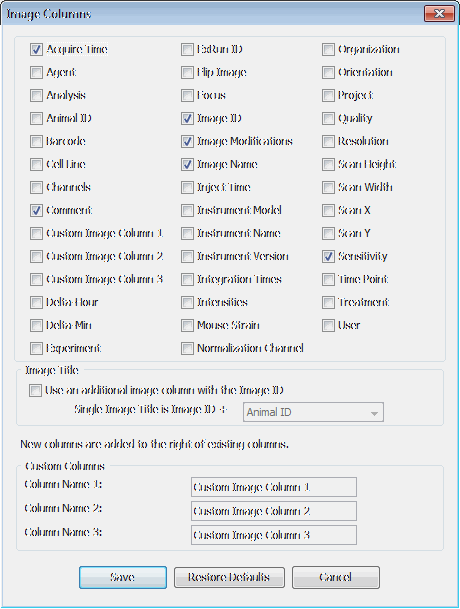 Image Columns
Acquire Time
Agent
Analysis
Animal ID
Barcode
Cell Line
Channels
Comment
Custom Image Column 1
Custom Image Column 2
Custom Image Column 3
Delta-Hour
Delta-Min
Experiment
ExRun ID
Flip Image
Focus
Image ID
Image Modifications
Image Name
Inject Time
Instrument Model
Instrument Name
Instrument Version
Integration Times
Intensities
Mouse Strain
Normalization Channel
Organization
Orientation
Project
Quality
Resolution
Scan Height
Scan Width
Scan X
Scan Y
Sensitivity
Time Point
Treatment
User
Image Title
Use an additional image column with the Image ID
Single Image Title is Image ID +:
Animal ID
New columns are added to the right of existing columns.
Custom Columns
Column Name 1: Custom Image Column 1
Column Name 2: Custom Image Column 2
Column Name 3: Custom Image Column 3
Save Restore Defaults Cancel